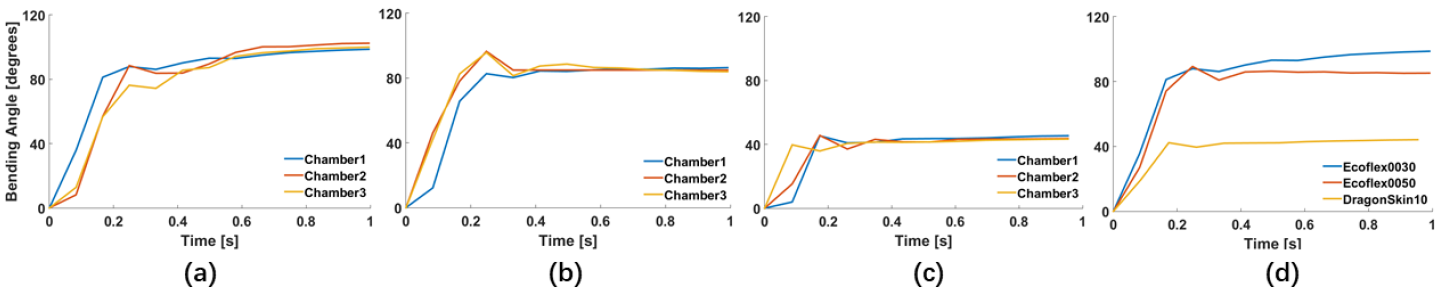 Bending Angle [degrees]
120
80
40
0
0 0.2 0.4 0.6 0.8 1
Time [s]
Chamber1
Chamber2
Chamber3
(a)
120
80
40
0
0 0.2 0.4 0.6 0.8 1
Time [s]
Chamber1
Chamber2
Chamber3
(b)
120
80
40
0
0 0.2 0.4 0.6 0.8 1
Time [s]
Chamber1
Chamber2
Chamber3
(c)
120
80
40
0
0 0.2 0.4 0.6 0.8 1
Time [s]
Ecoflex0030
Ecoflex0050
DragonSkin10
(d)